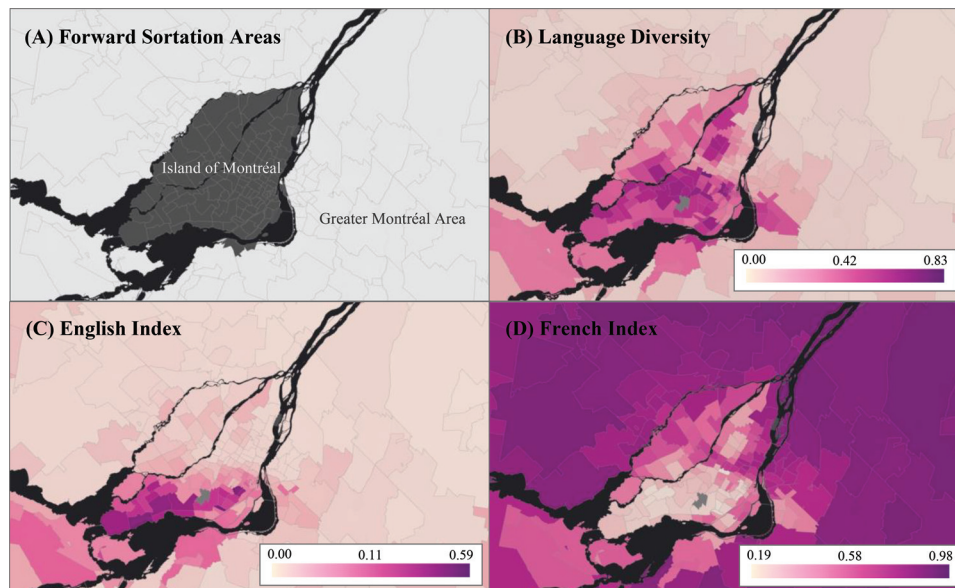 (A) Forward Sortation Areas
Island of Montréal
Greater Montréal Area
(B) Language Diversity
0.00 0.42 0.83
(C) English Index
0.00 0.11 0.59
(D) French Index
0.19 0.58 0.98